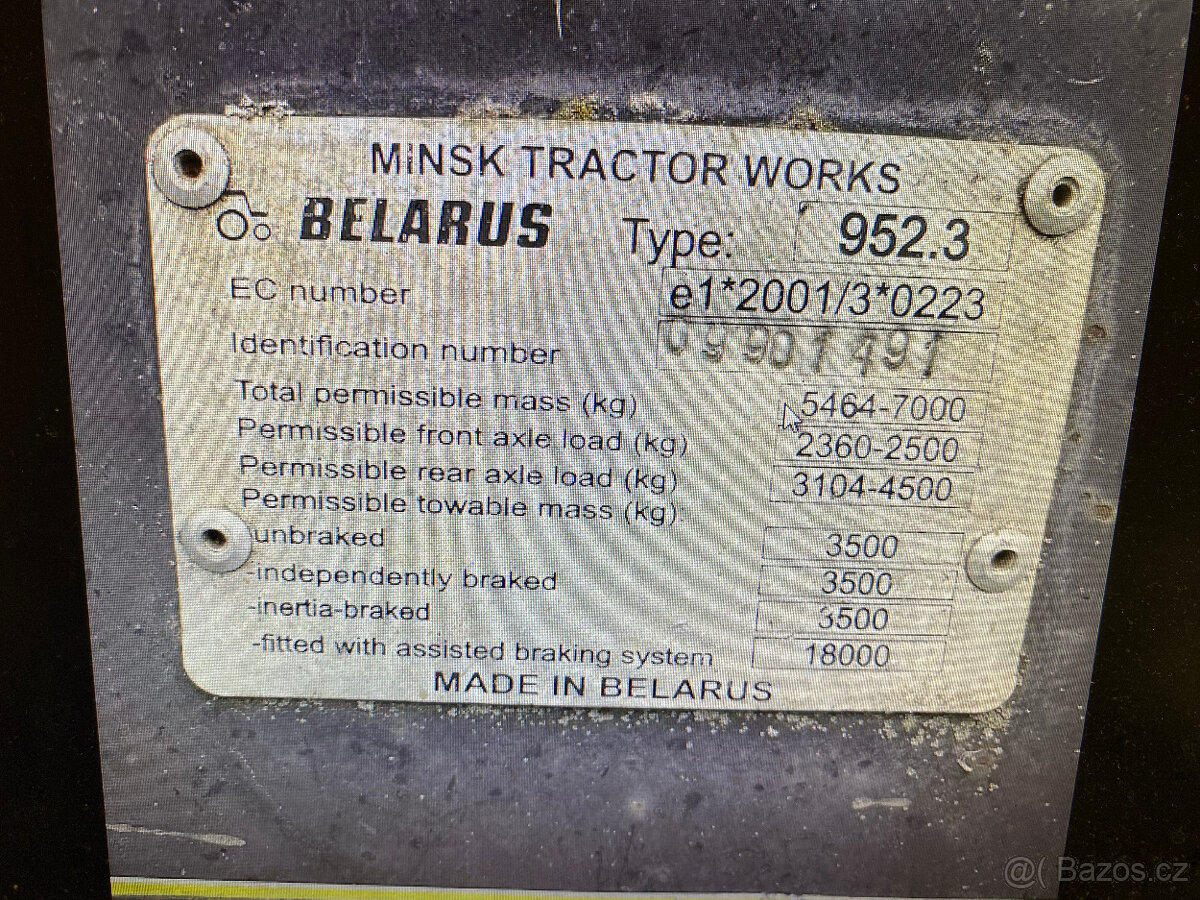 MINSK TRACTOR WORKS
BELARUS Type: 952.3
EC number e1*2001/3*0223
Identification number 09901491
Total permissible mass (kg) 5464-7000
Permissible front axle load (kg) 2360-2500
Permissible rear axle load (kg) 3104-4500
Permissible towable mass (kg)
unbraked 3500
-independently braked 3500
-inertia-braked 3500
-fitted with assisted braking system 18000
MADE IN BELARUS
@( Bazos.cz